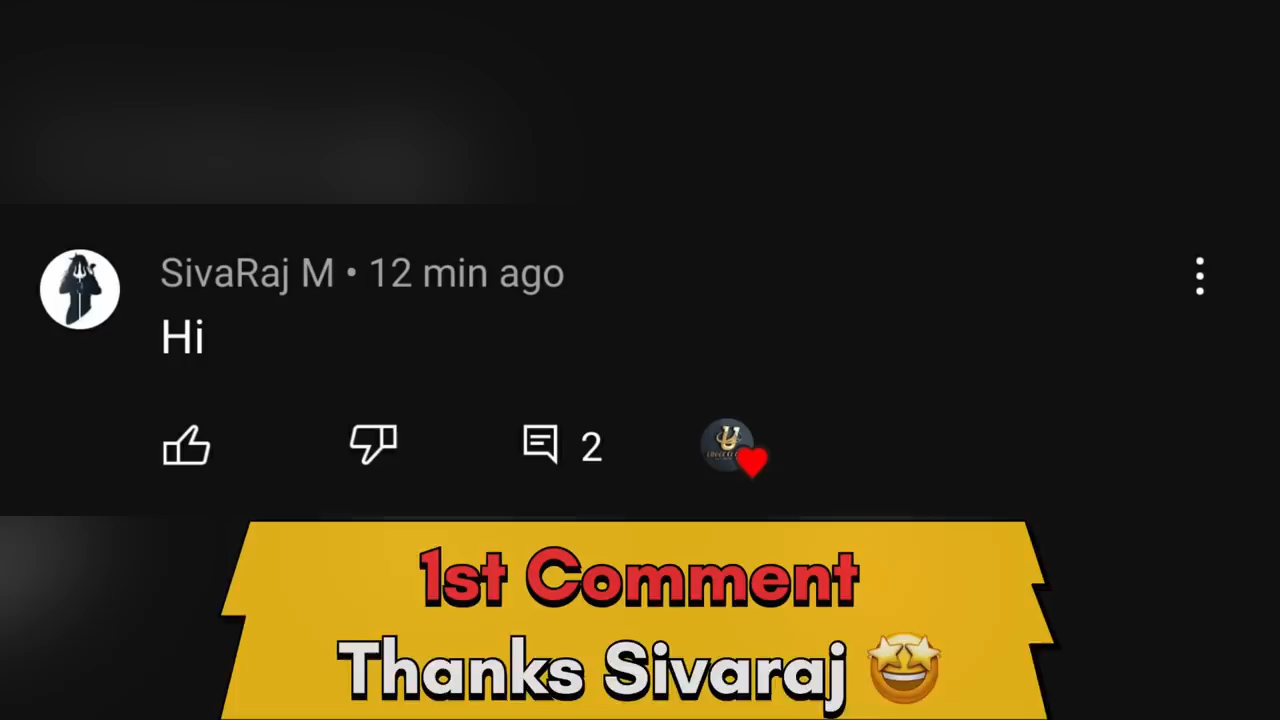 SivaRaj M • 12 min ago
Hi
2
1st Comment
Thanks Sivaraj 🤩